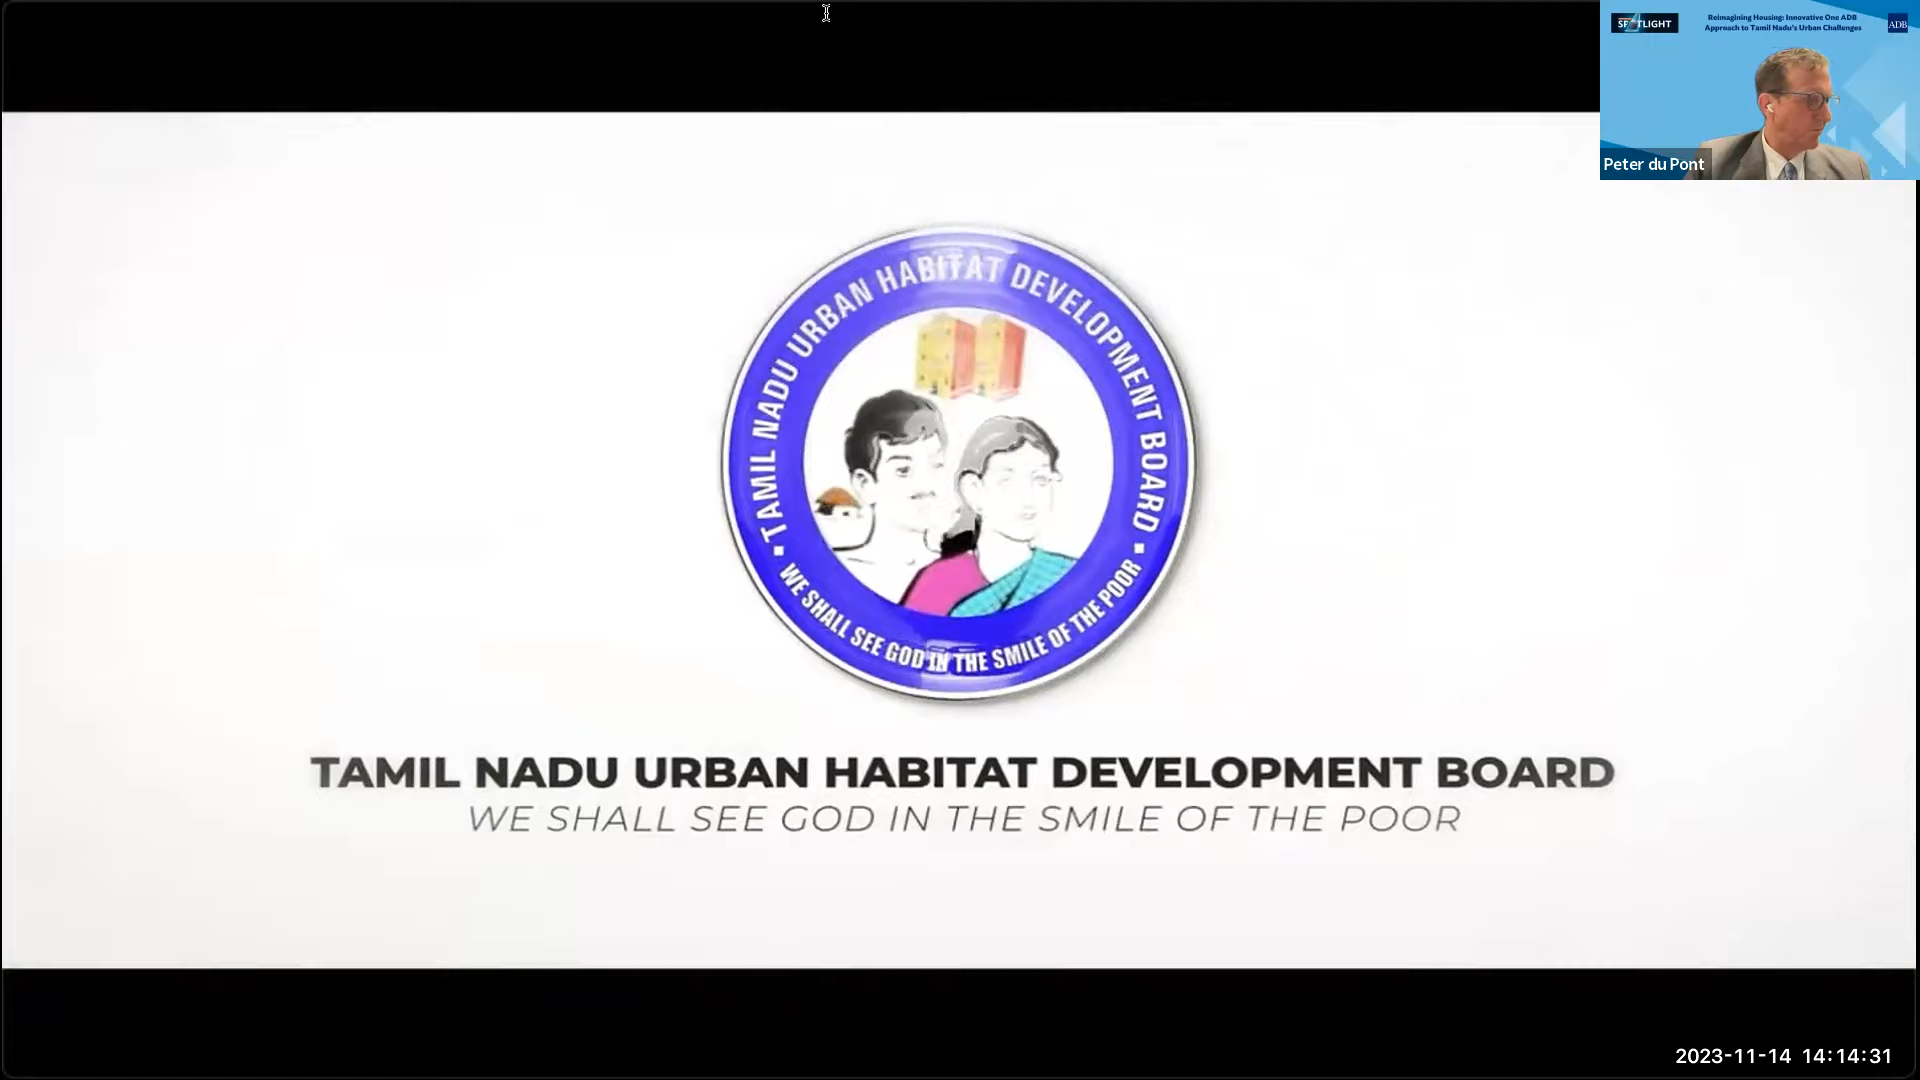 SPOTLIGHT
Reimagining Housing: Innovative One ADB
Approach to Tamil Nadu's Urban Challenges
ADB
Peter du Pont
TAMIL NADU URBAN HABITAT DEVELOPMENT BOARD
WE SHALL SEE GOD IN THE SMILE OF THE POOR
TAMIL NADU URBAN HABITAT DEVELOPMENT BOARD
WE SHALL SEE GOD IN THE SMILE OF THE POOR
2023-11-14 14:14:31